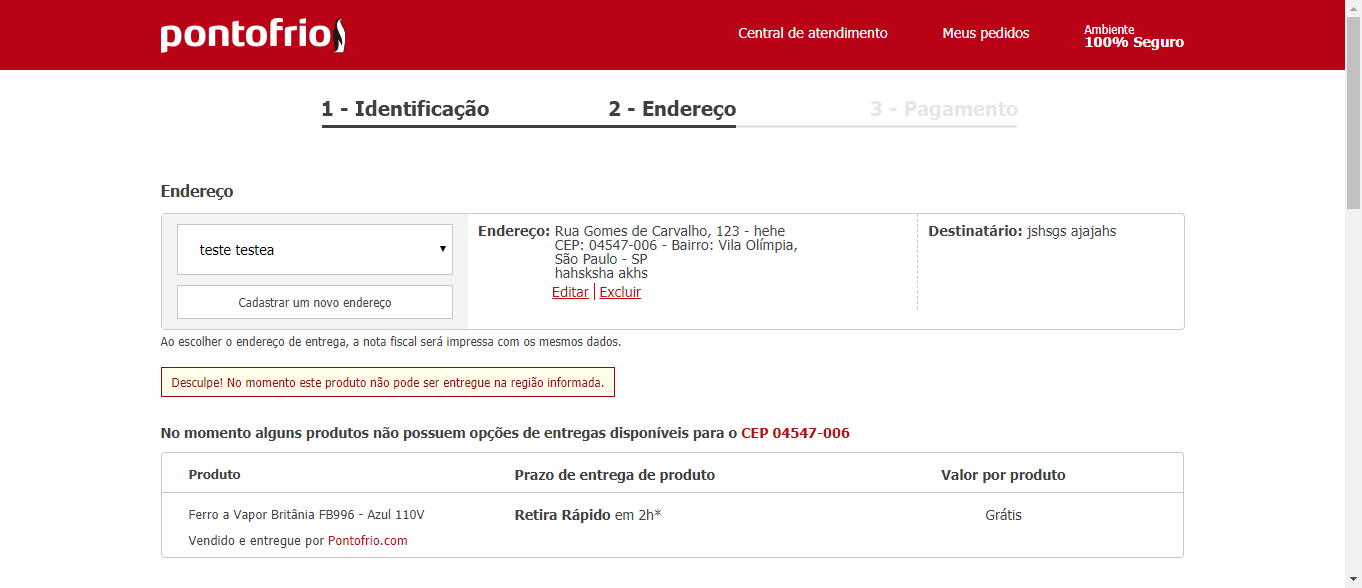 pontofrio
Central de atendimento
Meus pedidos
Ambiente
100% Seguro
1 - Identificação
2 - Endereço
3 - Pagamento
Endereço
teste testea
Cadastrar um novo endereço
Endereço: Rua Gomes de Carvalho, 123 - hehe
CEP: 04547-006 - Bairro: Vila Olímpia,
São Paulo - SP
hahsksha akhs
Editar | Excluir
Destinatário: jshsgs ajajahs
Ao escolher o endereço de entrega, a nota fiscal será impressa com os mesmos dados.
Desculpe! No momento este produto não pode ser entregue na região informada.
No momento alguns produtos não possuem opções de entregas disponíveis para o CEP 04547-006
Produto
Prazo de entrega de produto
Valor por produto
Ferro a Vapor Britânia FB996 - Azul 110V
Retira Rápido em 2h*
Grátis
Vendido e entregue por Pontofrio.com